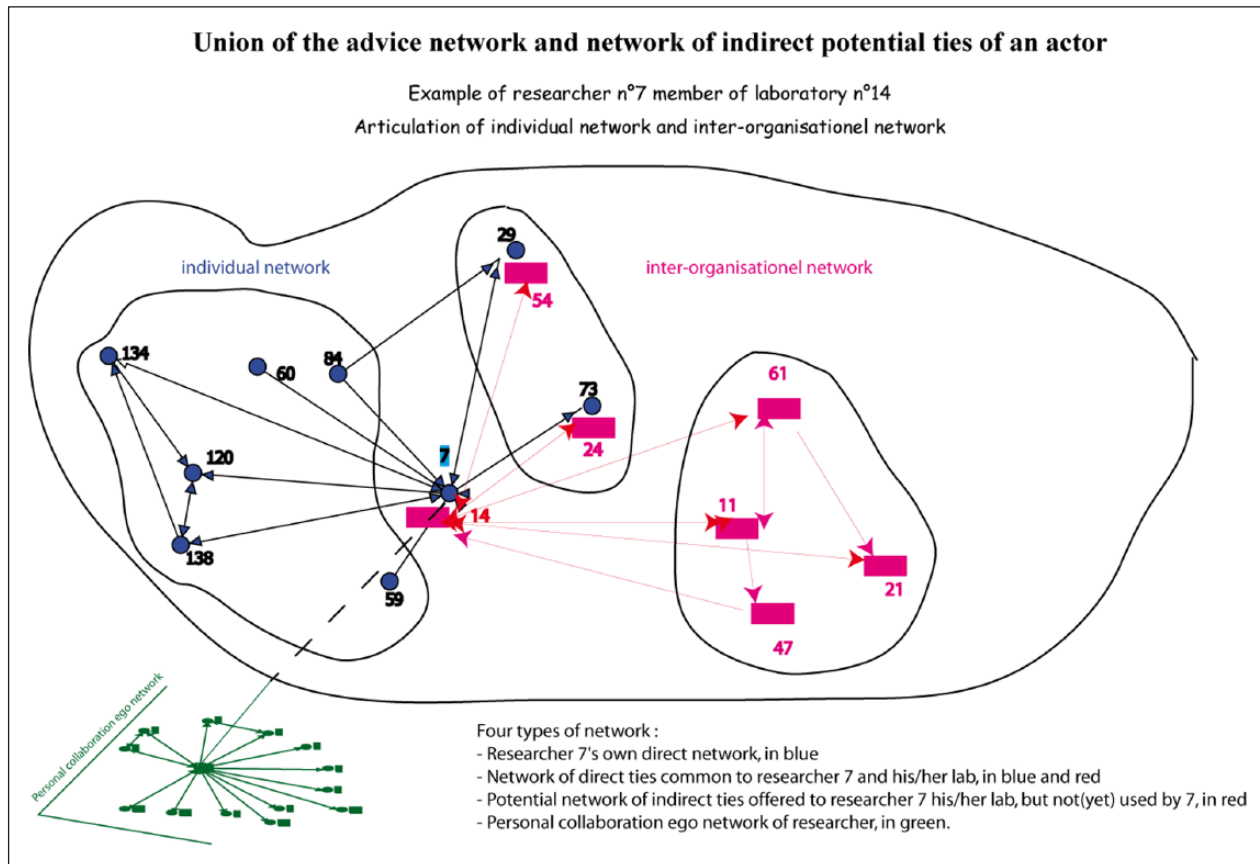 Union of the advice network and network of indirect potential ties of an actor
Example of researcher n°7 member of laboratory n°14
Articulation of individual network and inter-organisationel network
29
individual network
inter-organisationel network
54
134
84
60
73
61
24
7
120
11
14
138
59
21
47
Personal collaboration ego network
Four types of network :
- Researcher 7's own direct network, in blue
- Network of direct ties common to researcher 7 and his/her lab, in blue and red
- Potential network of indirect ties offered to researcher 7 his/her lab, but not(yet) used by 7, in red
- Personal collaboration ego network of researcher, in green.